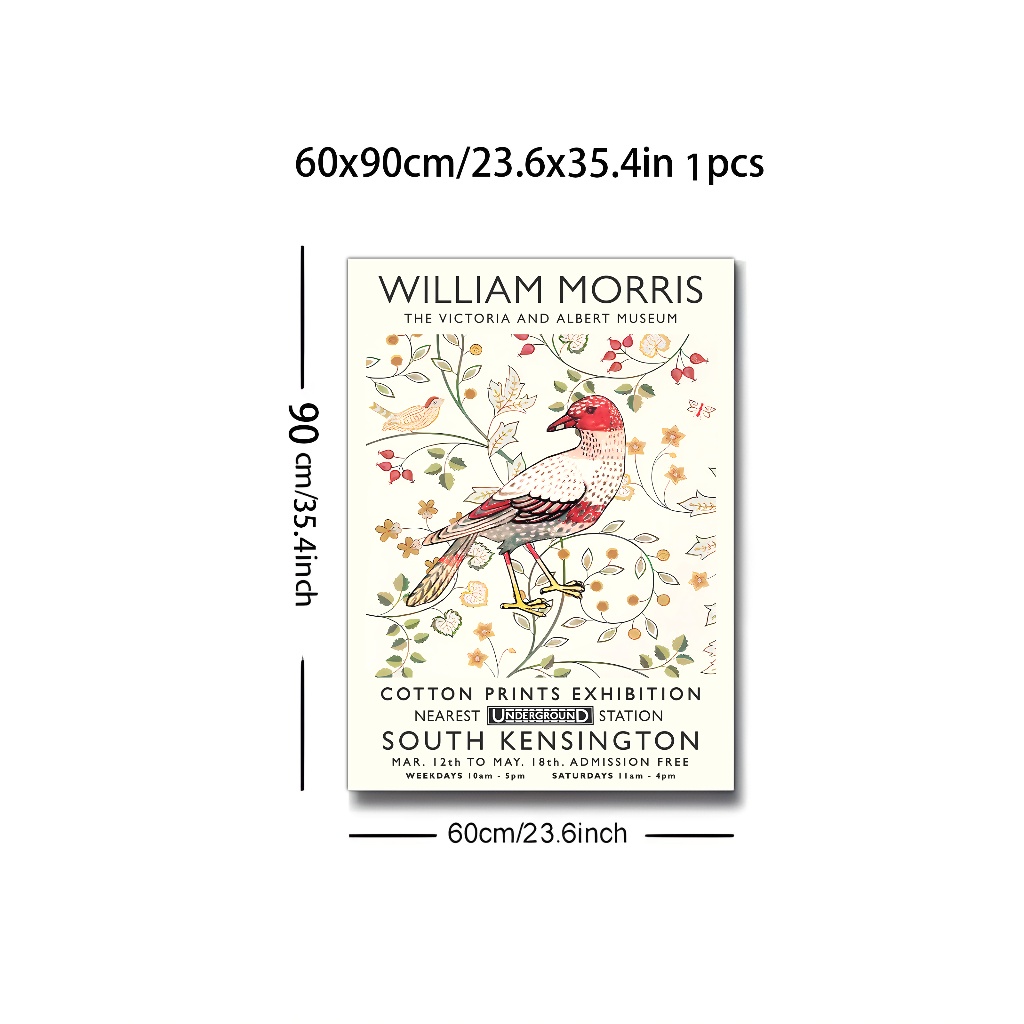 60x90cm/23.6x35.4in 1pcs
WILLIAM MORRIS
THE VICTORIA AND ALBERT MUSEUM
90 cm/35.4inch
COTTON PRINTS EXHIBITION
NEAREST UNDERGROUND STATION
SOUTH KENSINGTON
MAR. 12th TO MAY. 18th. ADMISSION FREE
WEEKDAYS 10am - 5pm SATURDAYS 11am - 4pm
60cm/23.6inch